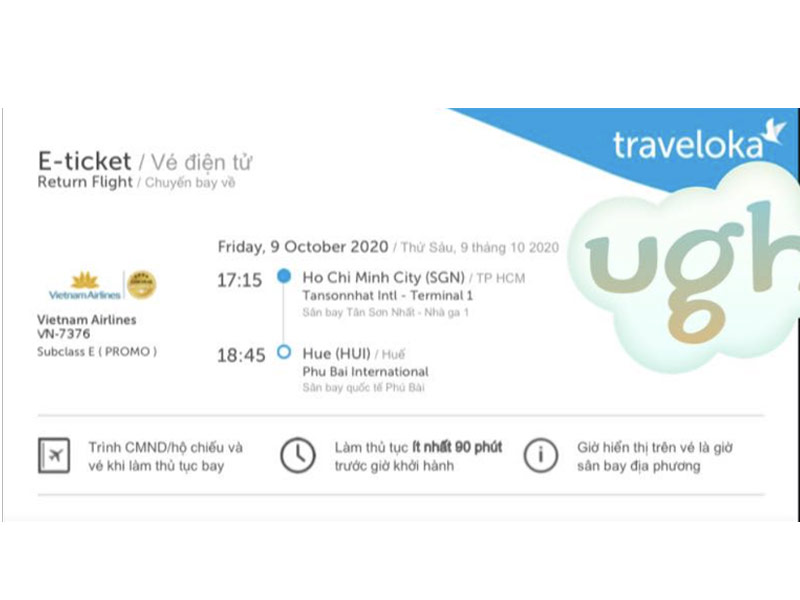 traveloka
E-ticket / Vé điện tử
Return Flight / Chuyến bay về
ugh
Friday, 9 October 2020 / Thứ Sáu, 9 tháng 10 2020
17:15 Ho Chi Minh City (SGN) / TP HCM
Tansonnhat Intl - Terminal 1
Sân bay Tân Sơn Nhất - Nhà ga 1
Vietnam Airlines
Vietnam Airlines
VN-7376
Subclass E ( PROMO )
18:45 Hue (HUI) / Huế
Phu Bai International
Sân bay quốc tế Phú Bài
Trình CMND/hộ chiếu và
vé khi làm thủ tục bay
Làm thủ tục ít nhất 90 phút
trước giờ khởi hành
Giờ hiển thị trên vé là giờ
sân bay địa phương